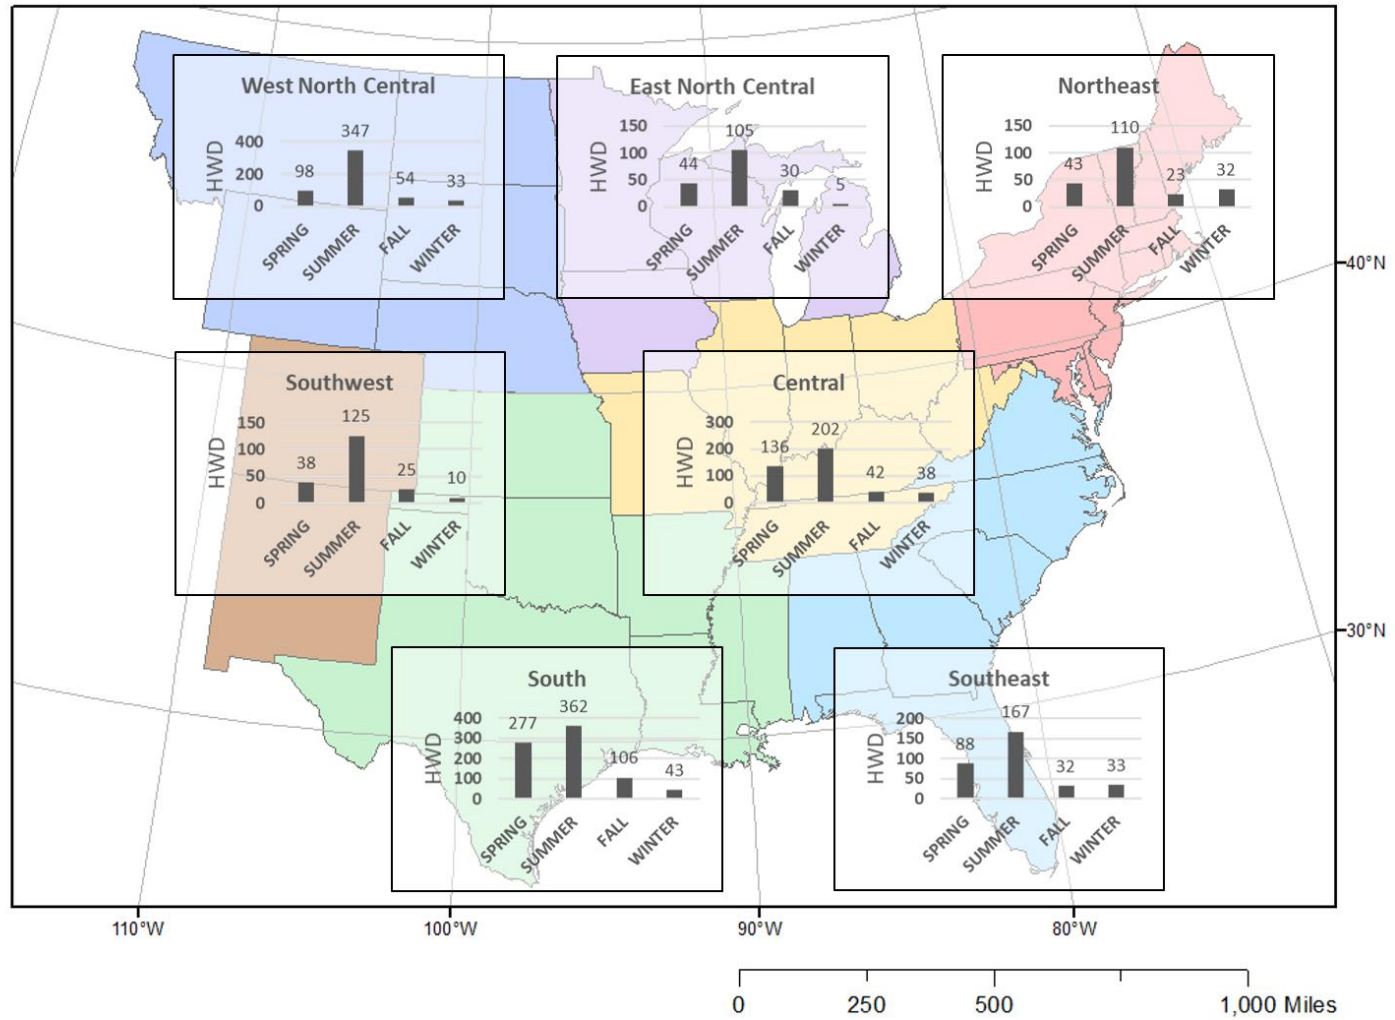 West North Central
HWD
400
200
0
98
347
54
33
SPRING
SUMMER
FALL
WINTER
East North Central
HWD
150
100
50
0
44
105
30
5
SPRING
SUMMER
FALL
WINTER
Northeast
HWD
150
100
50
0
43
110
23
32
SPRING
SUMMER
FALL
WINTER
40°N
Southwest
HWD
150
100
50
0
38
125
25
10
SPRING
SUMMER
FALL
WINTER
Central
HWD
300
200
100
0
136
202
42
38
SPRING
SUMMER
FALL
WINTER
30°N
South
HWD
400
300
200
100
0
277
362
106
43
SPRING
SUMMER
FALL
WINTER
Southeast
HWD
200
150
100
50
0
88
167
32
33
SPRING
SUMMER
FALL
WINTER
110°W 100°W 90°W 80°W
0 250 500 1,000 Miles